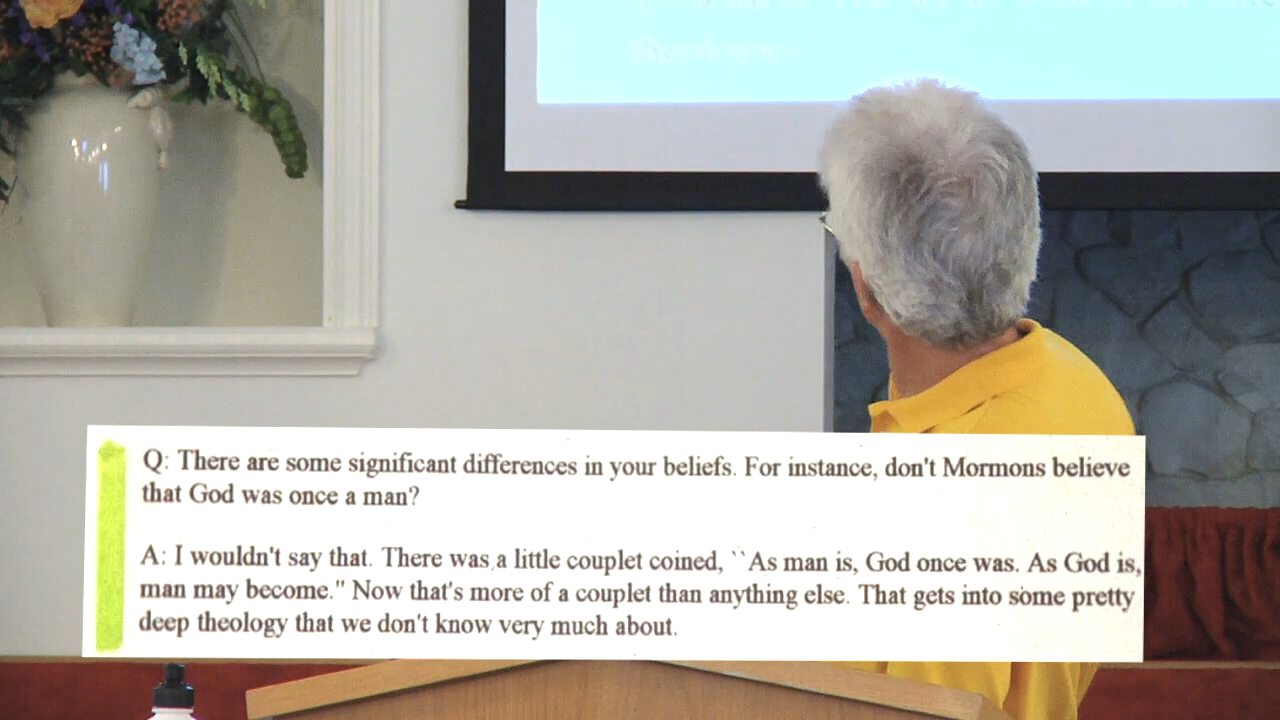 Q: There are some significant differences in your beliefs. For instance, don't Mormons believe
that God was once a man?
A: I wouldn't say that. There was a little couplet coined, ``As man is, God once was. As God is,
man may become." Now that's more of a couplet than anything else. That gets into some pretty
deep theology that we don't know very much about.